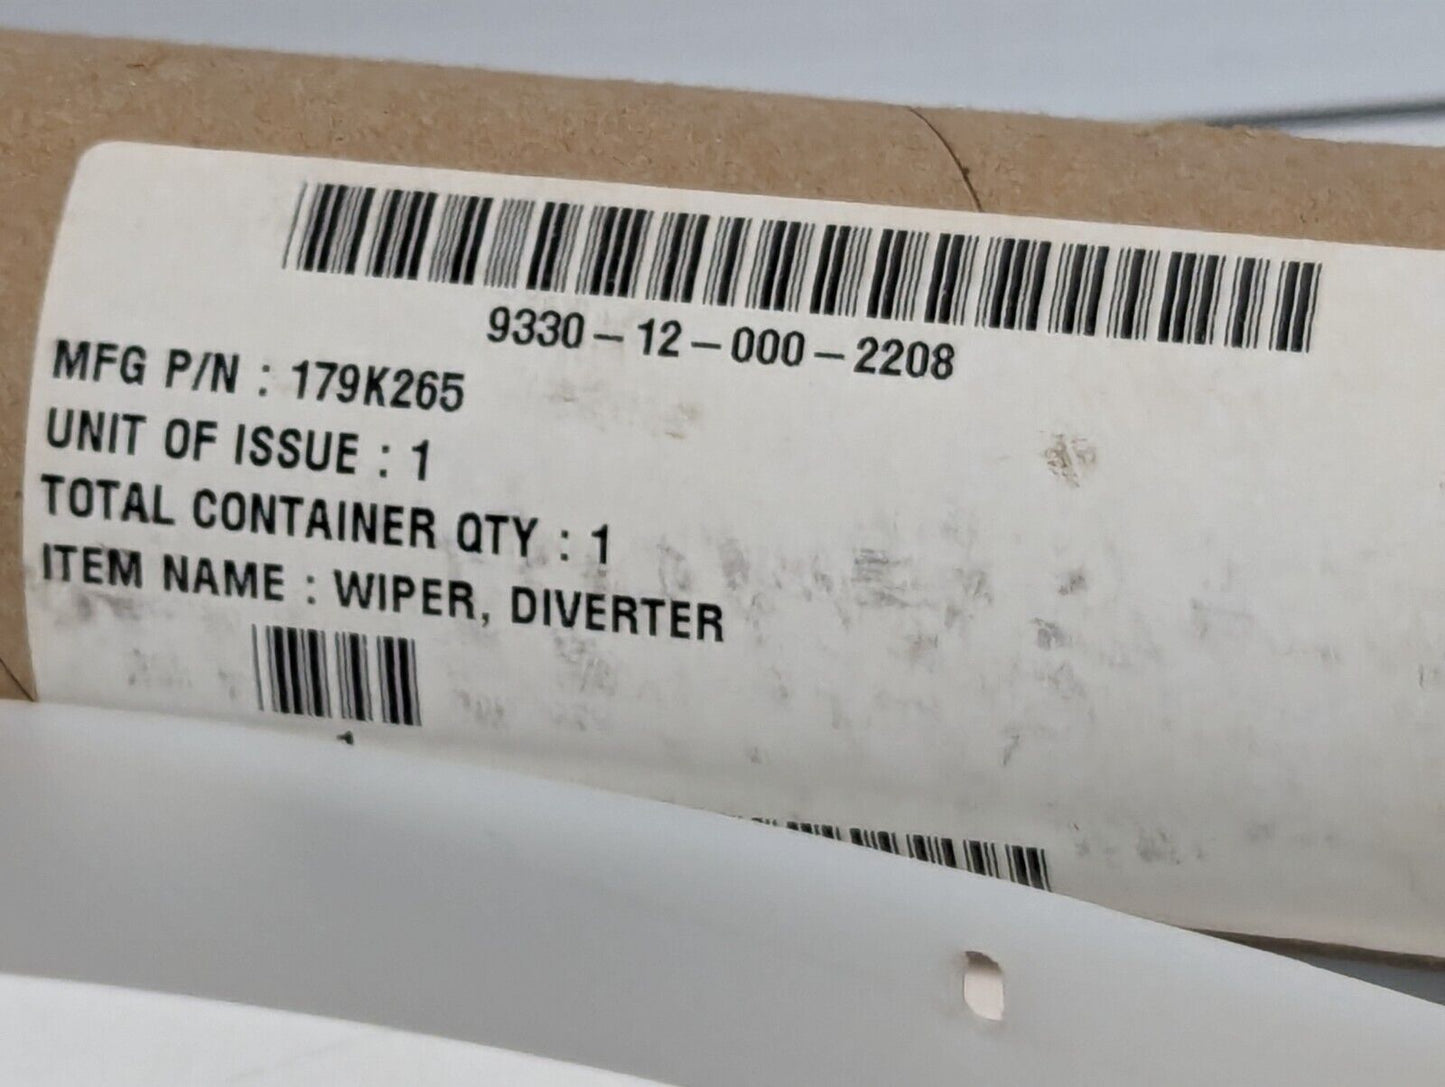 9330-12-000-2208
MFG P/N : 179K265
UNIT OF ISSUE : 1
TOTAL CONTAINER QTY : 1
ITEM NAME : WIPER, DIVERTER